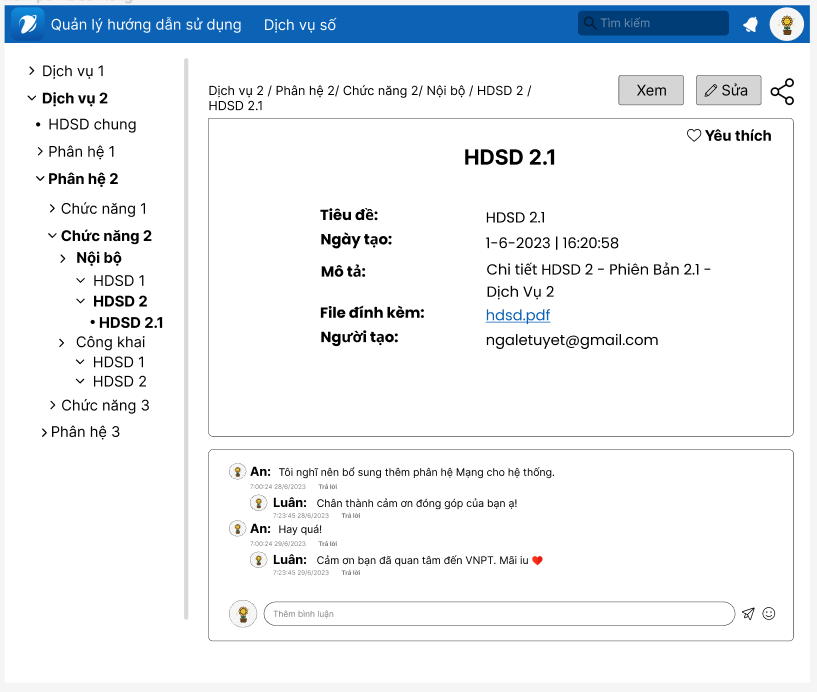 Quản lý hướng dẫn sử dụng Dịch vụ số Tìm kiếm
Dịch vụ 1
Dịch vụ 2
• HDSD chung
Phân hệ 1
Phân hệ 2
Chức năng 1
Chức năng 2
Nội bộ
HDSD 1
HDSD 2
• HDSD 2.1
Công khai
HDSD 1
HDSD 2
Chức năng 3
Phân hệ 3
Dịch vụ 2 / Phân hệ 2/ Chức năng 2/ Nội bộ / HDSD 2 /
HDSD 2.1
Xem Sửa
Yêu thích
HDSD 2.1
Tiêu đề: HDSD 2.1
Ngày tạo: 1-6-2023 | 16:20:58
Mô tả: Chi tiết HDSD 2 - Phiên Bản 2.1 -
Dịch Vụ 2
File đính kèm: hdsd.pdf
Người tạo: ngaletuyet@gmail.com
An: Tôi nghĩ nên bổ sung thêm phân hệ Mạng cho hệ thống.
7:00:24 28/6/2023 Trả lời
Luân: Chân thành cảm ơn đóng góp của bạn ạ!
7:23:45 28/6/2023 Trả lời
An: Hay quá!
7:00:24 29/6/2023 Trả lời
Luân: Cảm ơn bạn đã quan tâm đến VNPT. Mãi iu ❤️
7:23:45 29/6/2023 Trả lời
Thêm bình luận